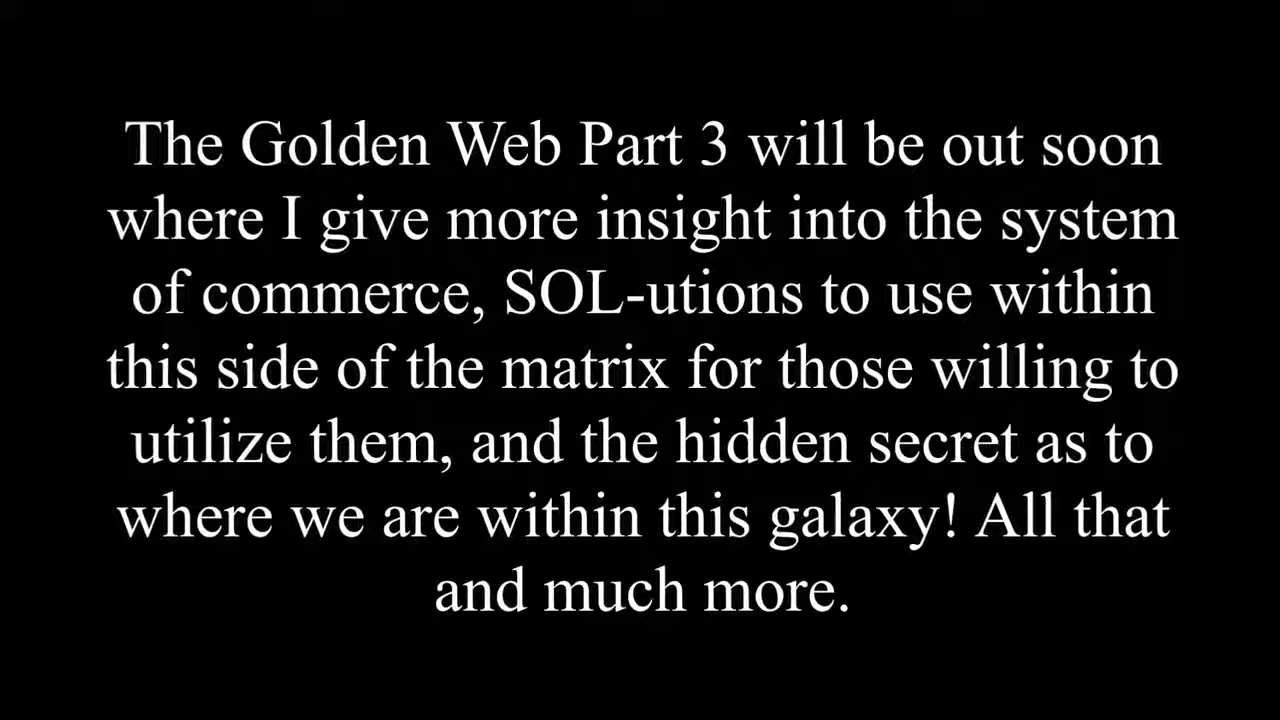 The Golden Web Part 3 will be out soon
where I give more insight into the system
of commerce, SOL-utions to use within
this side of the matrix for those willing to
utilize them, and the hidden secret as to
where we are within this galaxy! All that
and much more.